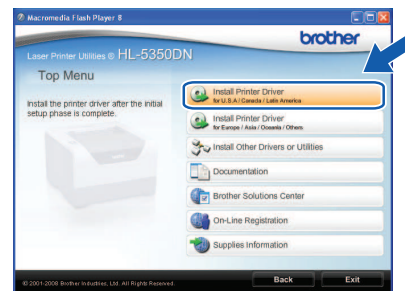 Macromedia Flash Player 8
brother
Laser Printer Utilities © HL-5350DN
Top Menu
Install the printer driver after the initial
setup phase is complete.
Install Printer Driver
for U.S.A./ Canada / Latin America
Install Printer Driver
for Europe / Asia / Oceania / Others
Install Other Drivers or Utilities
Documentation
Brother Solutions Center
On-Line Registration
Supplies Information
© 2001-2008 Brother Industries, Ltd. All Rights Reserved.
Back
Exit